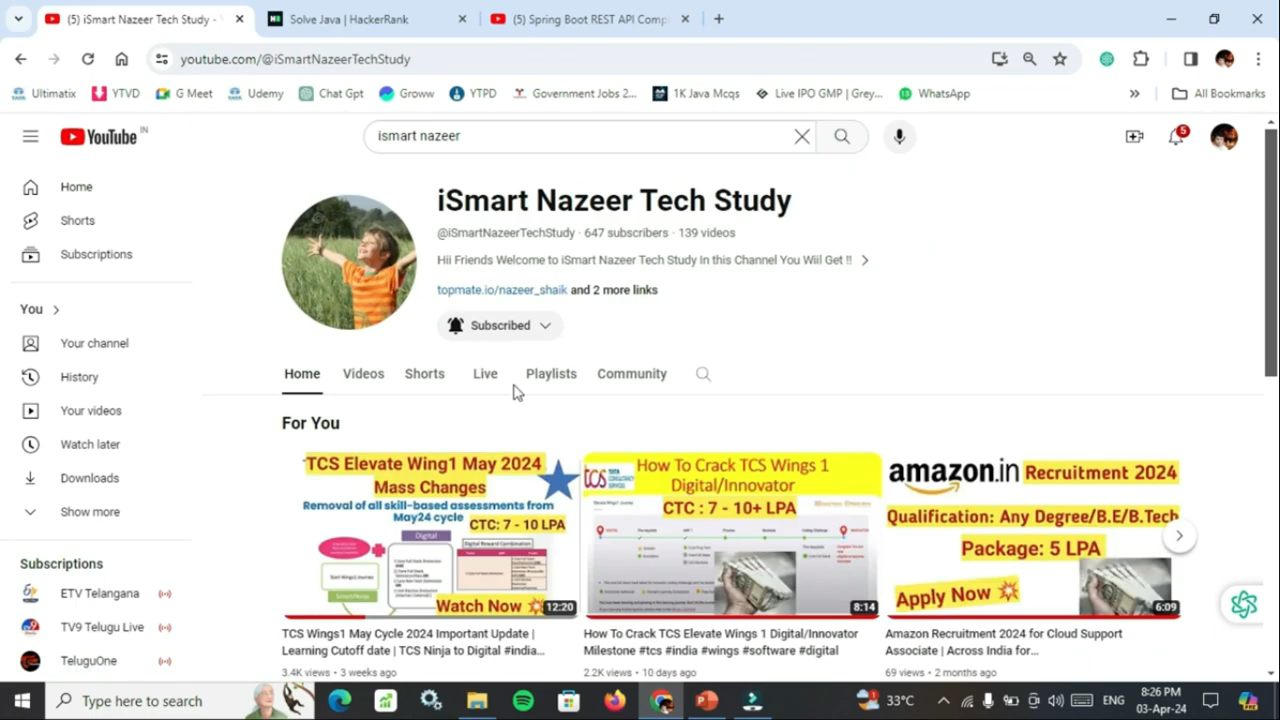 (5) iSmart Nazeer Tech Study -
Solve Java | HackerRank
(5) Spring Boot REST API Comp
youtube.com/@iSmartNazeerTechStudy
Ultimatix
YTVD
G Meet
Udemy
Chat Gpt
Groww
YTPD
Government Jobs 2...
1K Java Mcqs
Live IPO GMP | Grey...
WhatsApp
All Bookmarks
YouTube IN
ismart nazeer
5
Home
Shorts
Subscriptions
You
Your channel
History
Your videos
Watch later
Downloads
Show more
Subscriptions
ETV Telangana
TV9 Telugu Live
TeluguOne
iSmart Nazeer Tech Study
@iSmartNazeerTechStudy · 647 subscribers · 139 videos
Hii Friends Welcome to iSmart Nazeer Tech Study In this Channel You Wiil Get !!
topmate.io/nazeer_shaik and 2 more links
Subscribed
Home
Videos
Shorts
Live
Playlists
Community
For You
TCS Elevate Wing1 May 2024
Mass Changes
Removal of all skill-based assessments from
May24 cycle
CTC: 7 - 10 LPA
Digital
Digital Reward Combination
Watch Now
12:20
TCS Wings1 May Cycle 2024 Important Update |
Learning Cutoff date | TCS Ninja to Digital #india...
3.4K views • 3 weeks ago
tcs
How To Crack TCS Wings 1
Digital/Innovator
CTC : 7 - 10+ LPA
8:14
How To Crack TCS Elevate Wings 1 Digital/Innovator
Milestone #tcs #india #wings #software #digital
2.2K views • 10 days ago
amazon.in Recruitment 2024
Qualification: Any Degree/B.E/B.Tech
Package: 5 LPA
Apply Now
6:09
Amazon Recruitment 2024 for Cloud Support
Associate | Across India for...
69 views • 2 months ago
Type here to search
33°C
ENG
8:26 PM
03-Apr-24